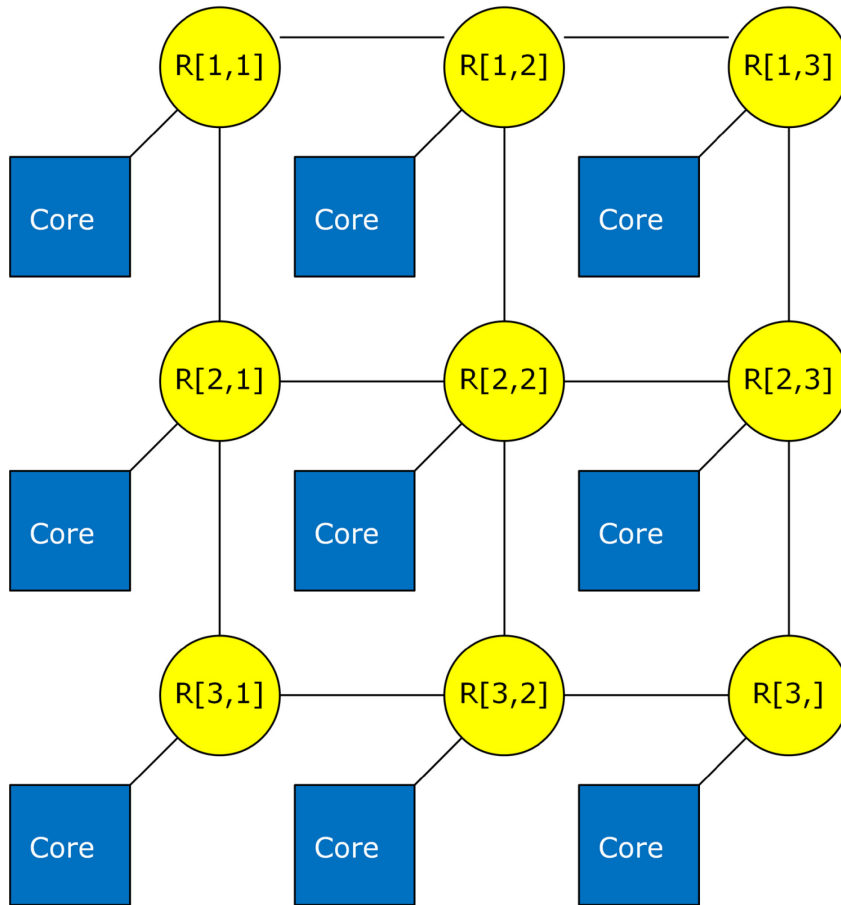 R[1,1]
R[1,2]
R[1,3]
Core
Core
Core
R[2,1]
R[2,2]
R[2,3]
Core
Core
Core
R[3,1]
R[3,2]
R[3,]
Core
Core
Core